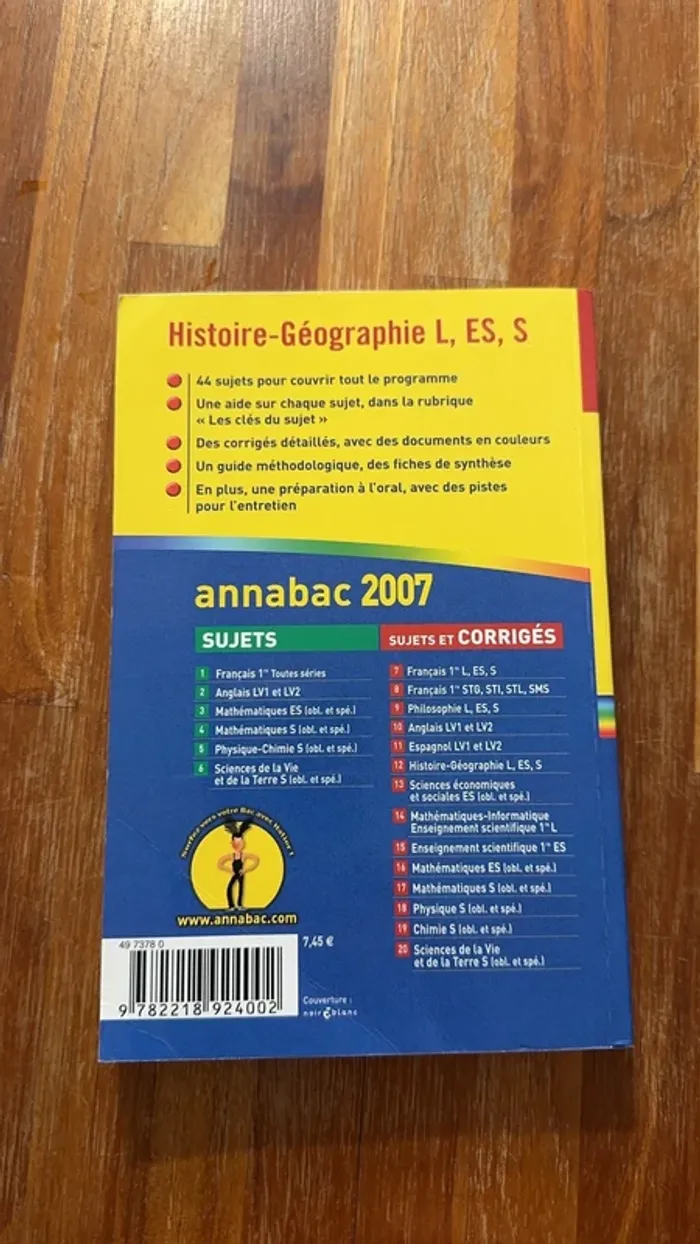 Histoire-Géographie L, ES, S
44 sujets pour couvrir tout le programme
Une aide sur chaque sujet, dans la rubrique
« Les clés du sujet »
Des corrigés détaillés, avec des documents en couleurs
Un guide méthodologique, des fiches de synthèse
En plus, une préparation à l'oral, avec des pistes
pour l'entretien
annabac 2007
SUJETS
1 Français 1re Toutes séries
2 Anglais LV1 et LV2
3 Mathématiques ES (obl. et spé.)
4 Mathématiques S (obl. et spé.)
5 Physique-Chimie S (obl. et spé.)
6 Sciences de la Vie
et de la Terre S (obl. et spé.)
SUJETS ET CORRIGÉS
7 Français 1re L, ES, S
8 Français 1re STG, STI, STL, SMS
9 Philosophie L, ES, S
10 Anglais LV1 et LV2
11 Espagnol LV1 et LV2
12 Histoire-Géographie L, ES, S
13 Sciences économiques
et sociales ES (obl. et spé.)
14 Mathématiques-Informatique
Enseignement scientifique 1re L
15 Enseignement scientifique 1re ES
16 Mathématiques ES (obl. et spé.)
17 Mathématiques S (obl. et spé.)
18 Physique S (obl. et spé.)
19 Chimie S (obl. et spé.)
20 Sciences de la Vie
et de la Terre S (obl. et spé.)
vers votre Bac avec Hatier !
www.annabac.com
49 7378 0
7,45 €
9 782218 924002
Couverture :
noir blanc